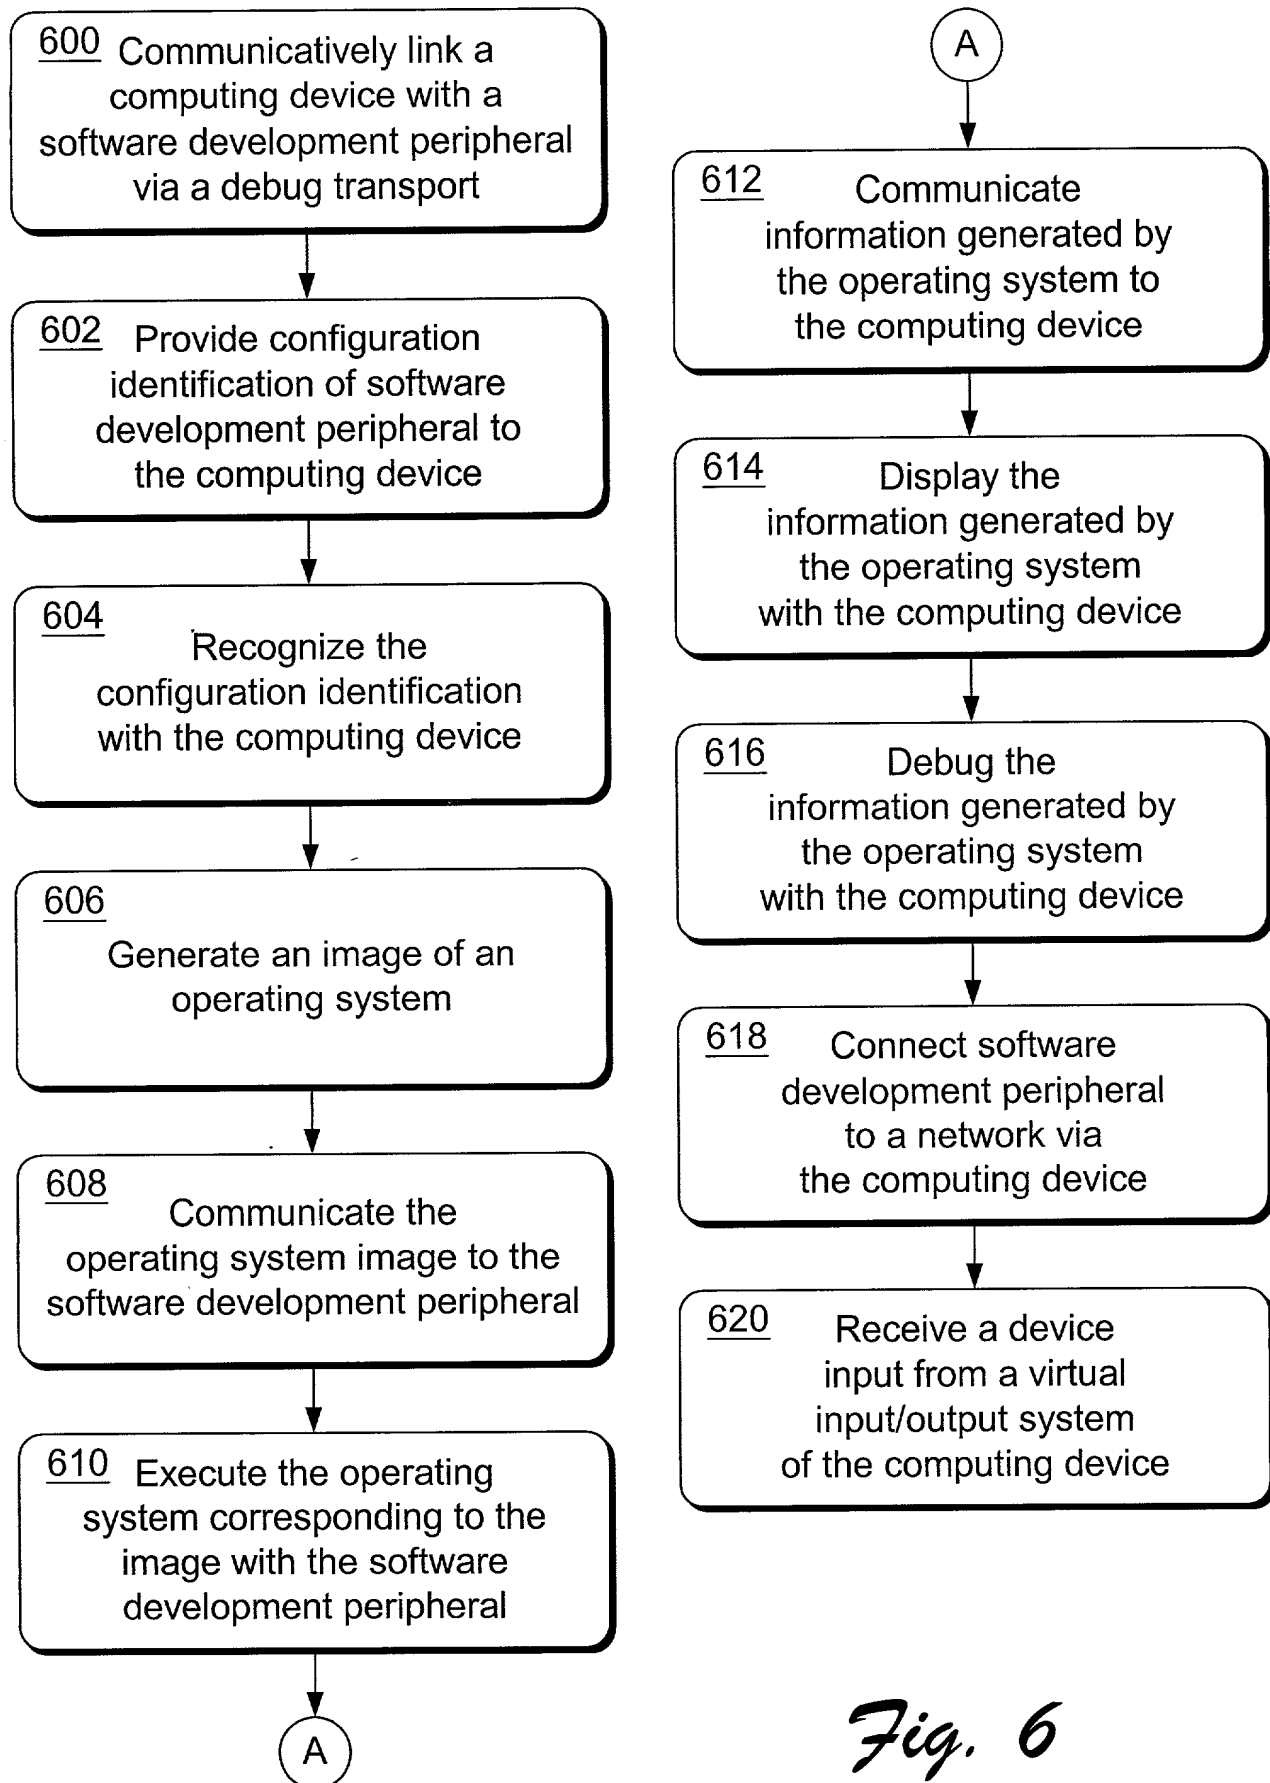 600 Communicatively link a
computing device with a
software development peripheral
via a debug transport
602 Provide configuration
identification of software
development peripheral to
the computing device
604
Recognize the
configuration identification
with the computing device
606
Generate an image of an
operating system
608
Communicate the
operating system image to the
software development peripheral
610 Execute the operating
system corresponding to the
image with the software
development peripheral
A
A
612 Communicate
information generated by
the operating system to
the computing device
614 Display the
information generated by
the operating system
with the computing device
616 Debug the
information generated by
the operating system
with the computing device
618 Connect software
development peripheral
to a network via
the computing device
620 Receive a device
input from a virtual
input/output system
of the computing device
Fig. 6